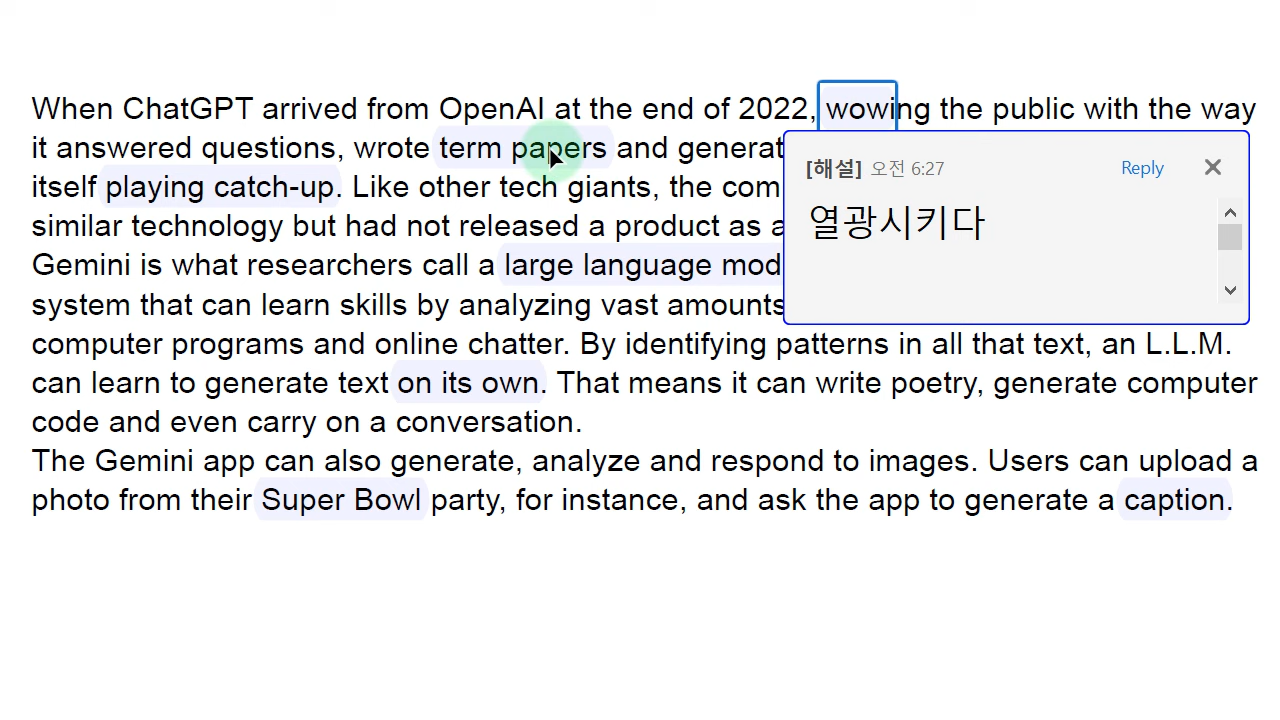 When ChatGPT arrived from OpenAI at the end of 2022, wowing the public with the way
it answered questions, wrote term papers and generat
[해설] 오전 6:27 Reply
itself playing catch-up. Like other tech giants, the com
similar technology but had not released a product as a
열광시키다
Gemini is what researchers call a large language mod
system that can learn skills by analyzing vast amounts
computer programs and online chatter. By identifying patterns in all that text, an L.L.M.
can learn to generate text on its own. That means it can write poetry, generate computer
code and even carry on a conversation.
The Gemini app can also generate, analyze and respond to images. Users can upload a
photo from their Super Bowl party, for instance, and ask the app to generate a caption.